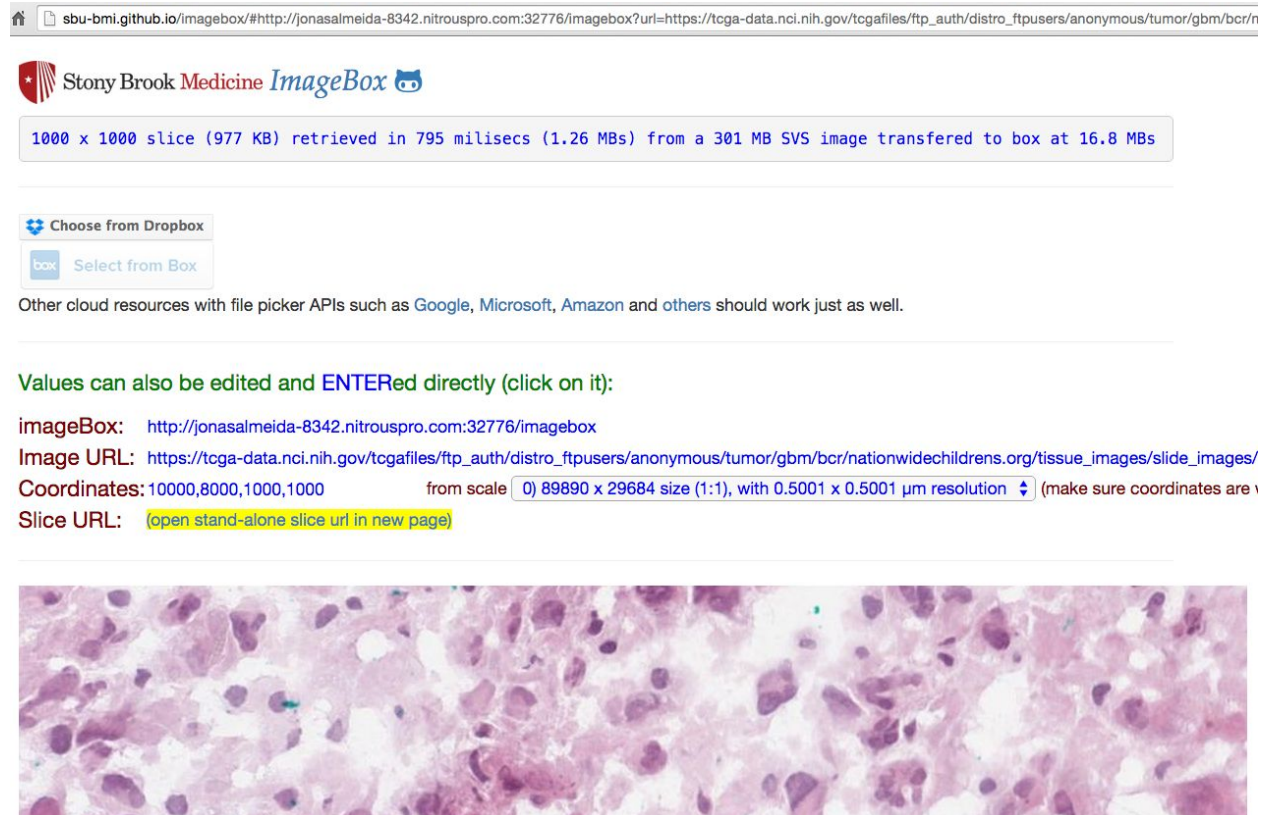 sbu-bmi.github.io/imagebox/#http://jonasalmeida-8342.nitrouspro.com:32776/imagebox?url=https://tcga-data.nci.nih.gov/tcgafiles/ftp_auth/distro_ftpusers/anonymous/tumor/gbm/bcr/n
Stony Brook Medicine ImageBox
1000 x 1000 slice (977 KB) retrieved in 795 milisecs (1.26 MBs) from a 301 MB SVS image transfered to box at 16.8 MBs
Choose from Dropbox
box Select from Box
Other cloud resources with file picker APIs such as Google, Microsoft, Amazon and others should work just as well.
Values can also be edited and ENTERed directly (click on it):
imageBox: http://jonasalmeida-8342.nitrouspro.com:32776/imagebox
Image URL: https://tcga-data.nci.nih.gov/tcgafiles/ftp_auth/distro_ftpusers/anonymous/tumor/gbm/bcr/nationwidechildrens.org/tissue_images/slide_images/
Coordinates: 10000,8000,1000,1000 from scale 0) 89890 x 29684 size (1:1), with 0.5001 x 0.5001 µm resolution (make sure coordinates are
Slice URL: (open stand-alone slice url in new page)